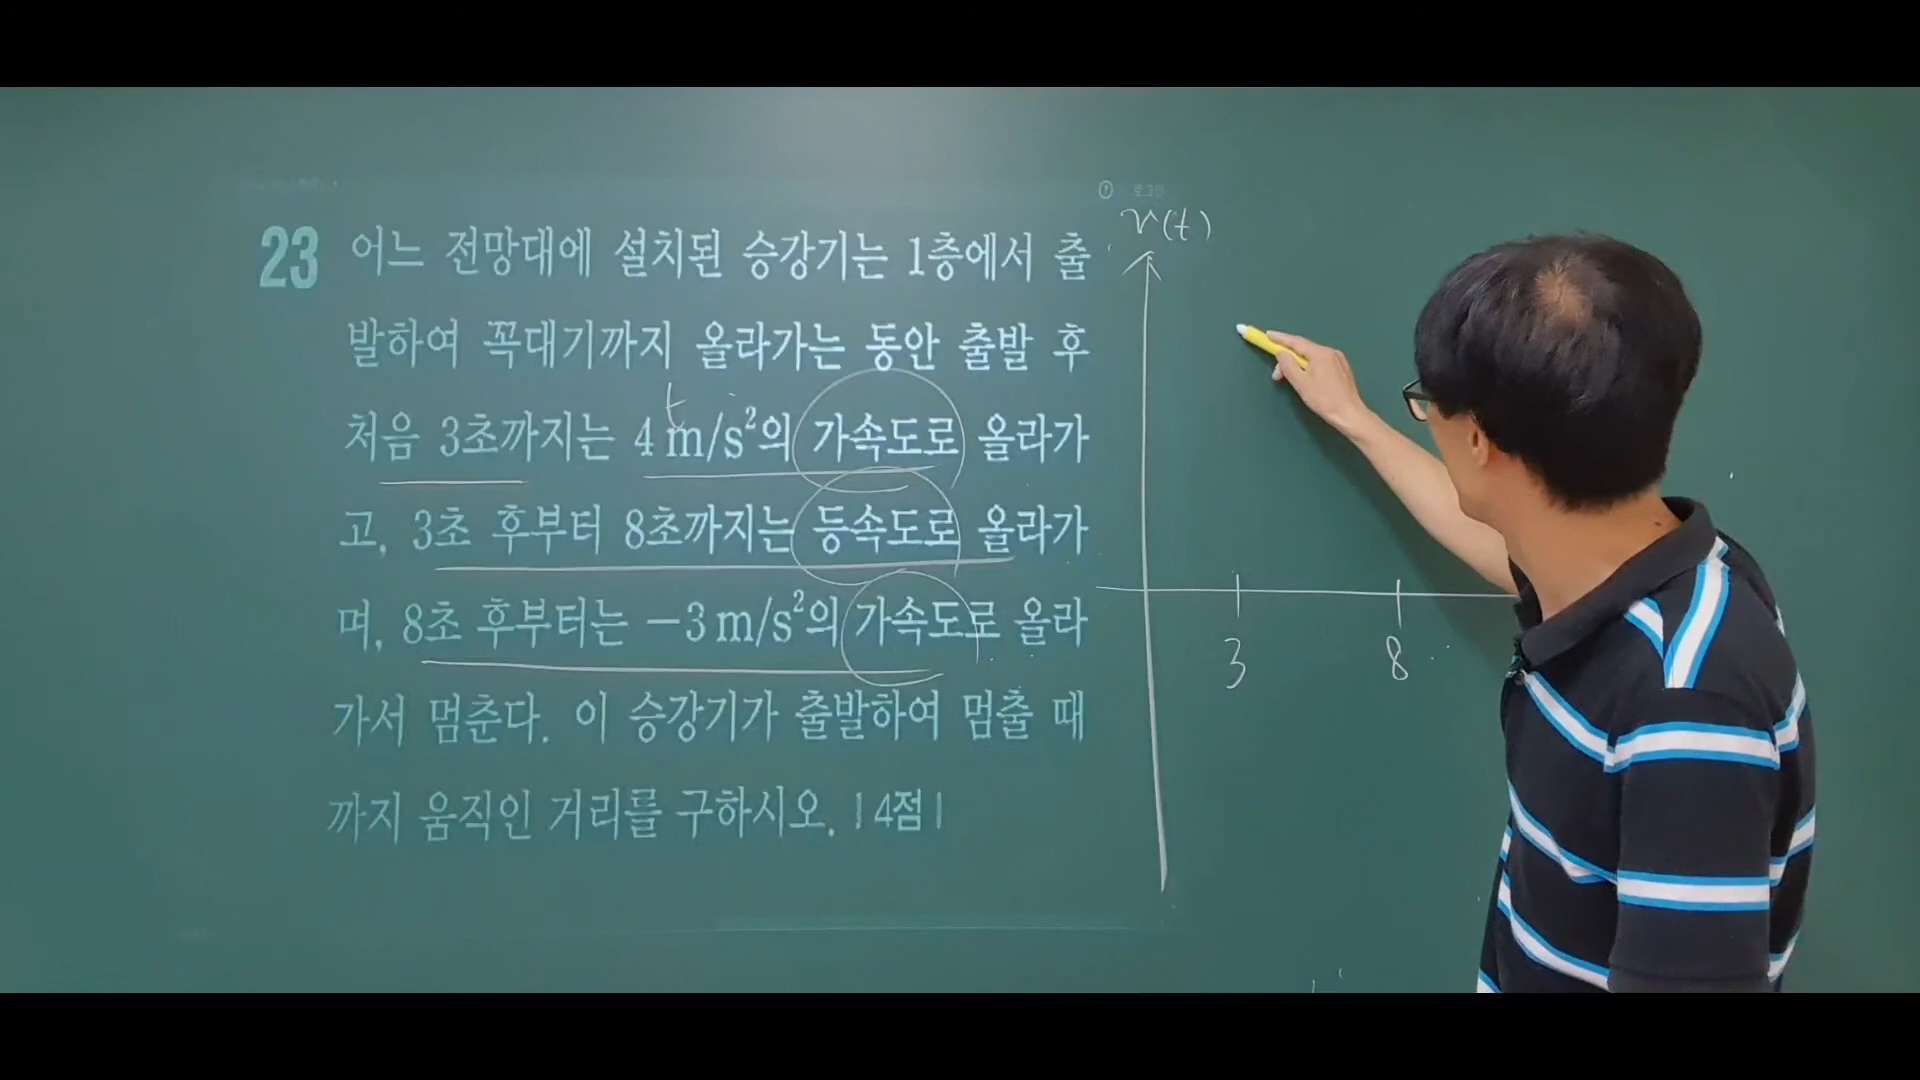 23 어느 전망대에 설치된 승강기는 1층에서 출
발하여 꼭대기까지 올라가는 동안 출발 후
처음 3초까지는 4 m/s²의 가속도로 올라가
고, 3초 후부터 8초까지는 등속도로 올라가
며, 8초 후부터는 −3 m/s²의 가속도로 올라
가서 멈춘다. 이 승강기가 출발하여 멈출 때
까지 움직인 거리를 구하시오. | 4점 |
t
v(t)
3 8